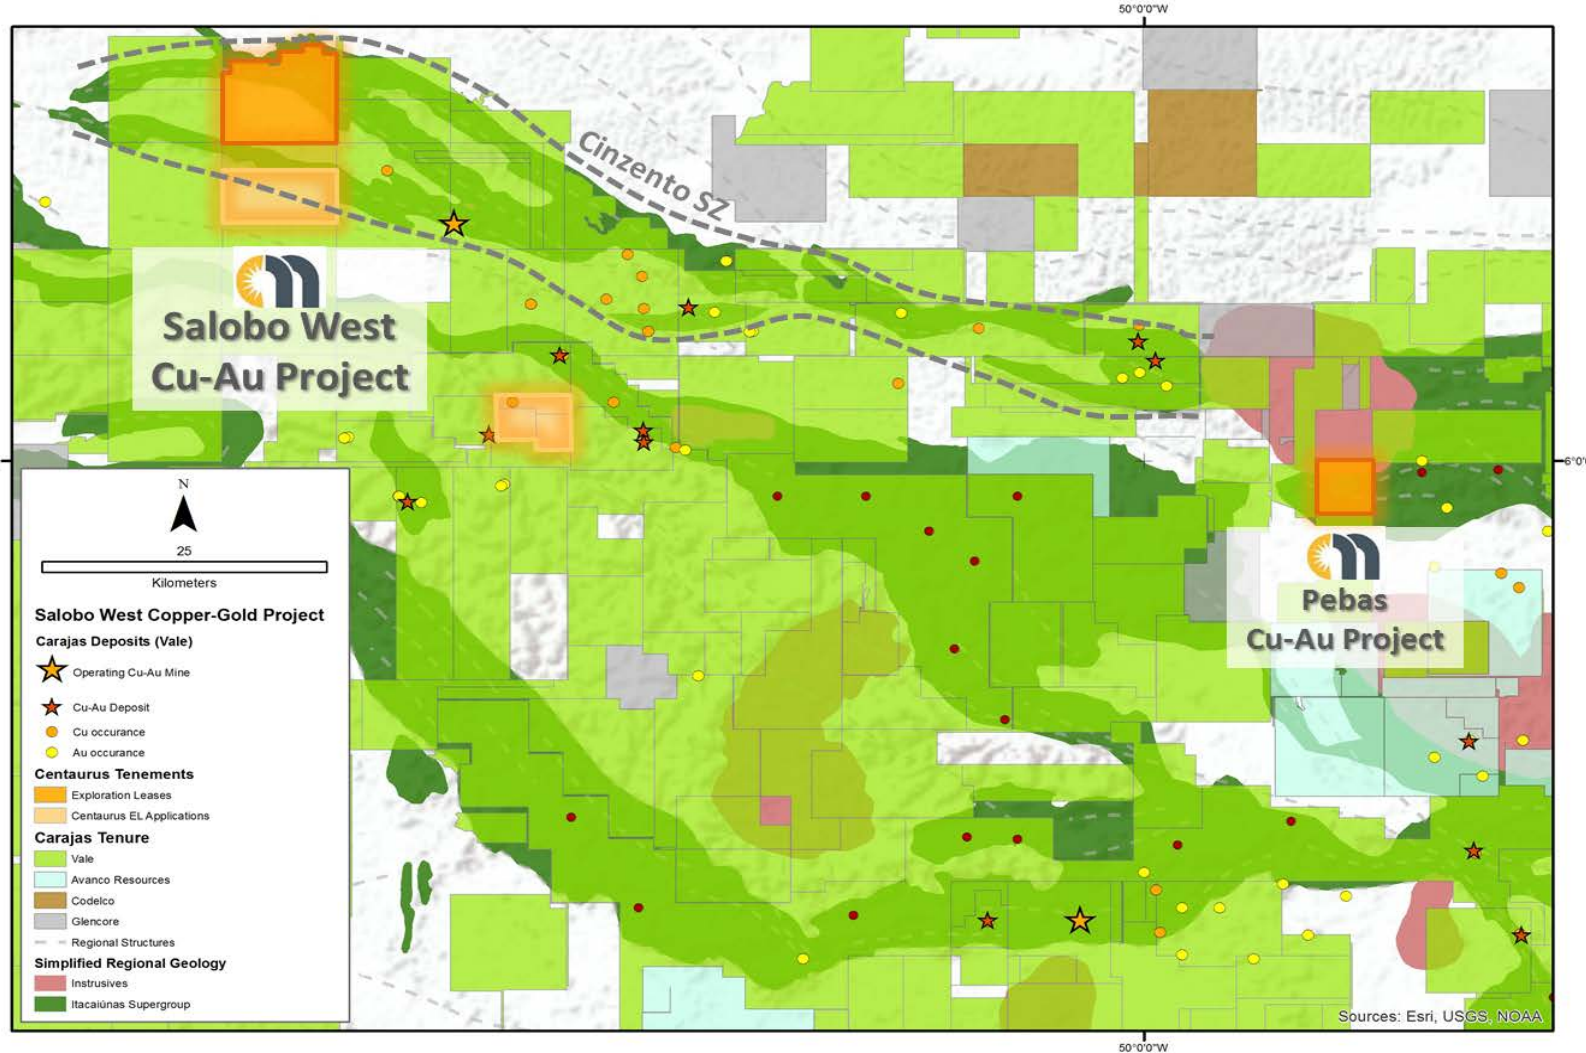 50°0'0"W
Cinzento SZ
Salobo West
Cu-Au Project
6°0'0
Pebas
Cu-Au Project
N
25
Kilometers
Salobo West Copper-Gold Project
Carajas Deposits (Vale)
Operating Cu-Au Mine
Cu-Au Deposit
Cu occurance
Au occurance
Centaurus Tenements
Exploration Leases
Centaurus EL Applications
Carajas Tenure
Vale
Avanco Resources
Codelco
Glencore
Regional Structures
Simplified Regional Geology
Instrusives
Itacaiúnas Supergroup
Sources: Esri, USGS, NOAA
50°0'0"W